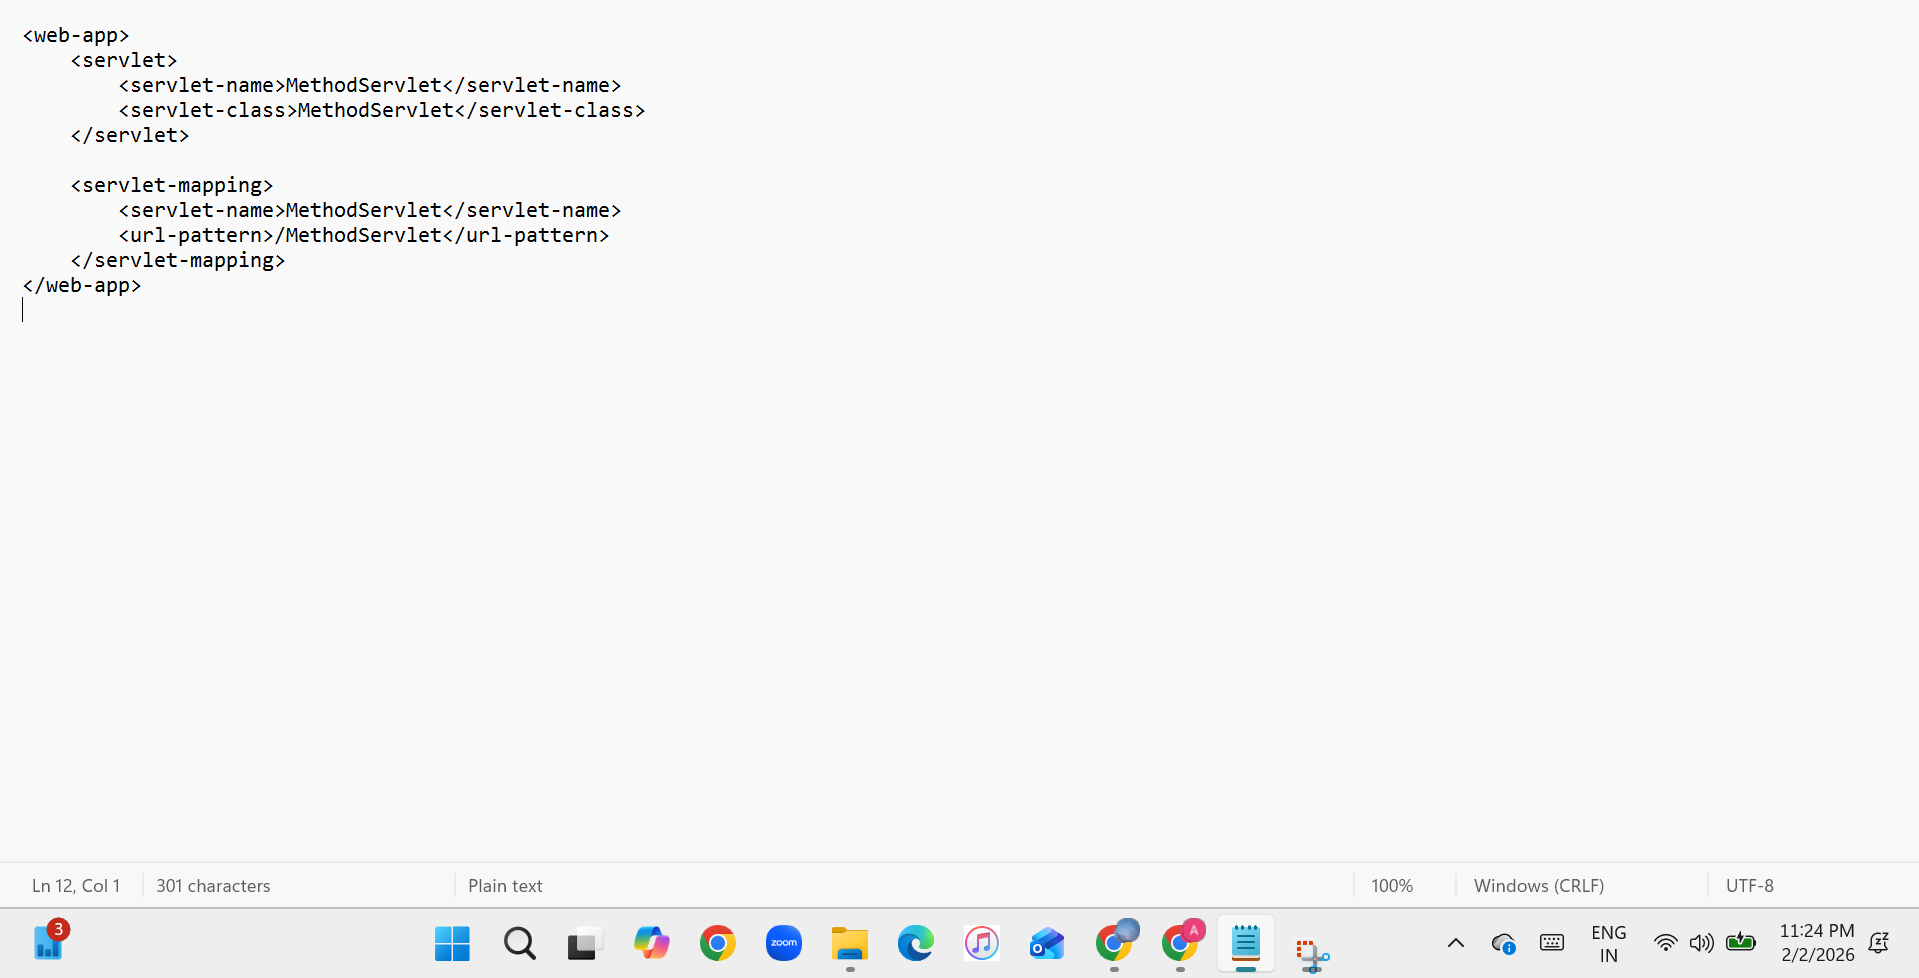 <web-app>
    <servlet>
        <servlet-name>MethodServlet</servlet-name>
        <servlet-class>MethodServlet</servlet-class>
    </servlet>

    <servlet-mapping>
        <servlet-name>MethodServlet</servlet-name>
        <url-pattern>/MethodServlet</url-pattern>
    </servlet-mapping>
</web-app>
Ln 12, Col 1 301 characters Plain text 100% Windows (CRLF) UTF-8
3
zoom
A
ENG
IN
11:24 PM
2/2/2026